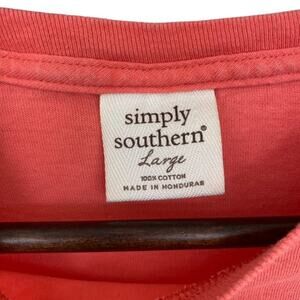 simply
southern®
Large
100% COTTON
MADE IN HONDURAS